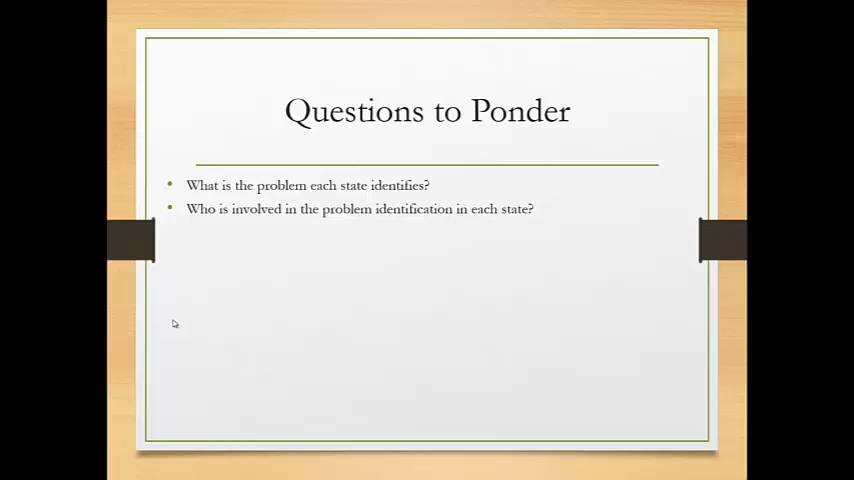 Questions to Ponder
• What is the problem each state identifies?
• Who is involved in the problem identification in each state?